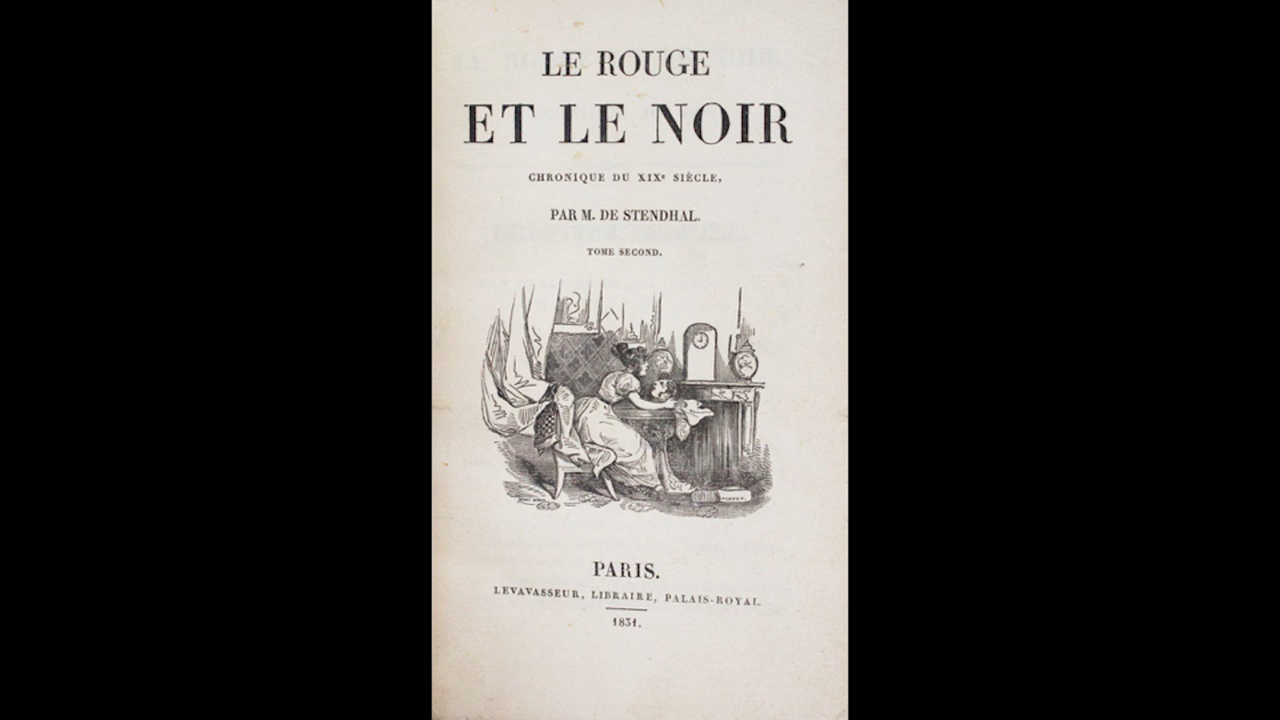 LE ROUGE
ET LE NOIR
CHRONIQUE DU XIXe SIÈCLE,
PAR M. DE STENDHAL.
TOME SECOND.
PARIS.
LEVAVASSEUR, LIBRAIRE, PALAIS-ROYAL
1831.